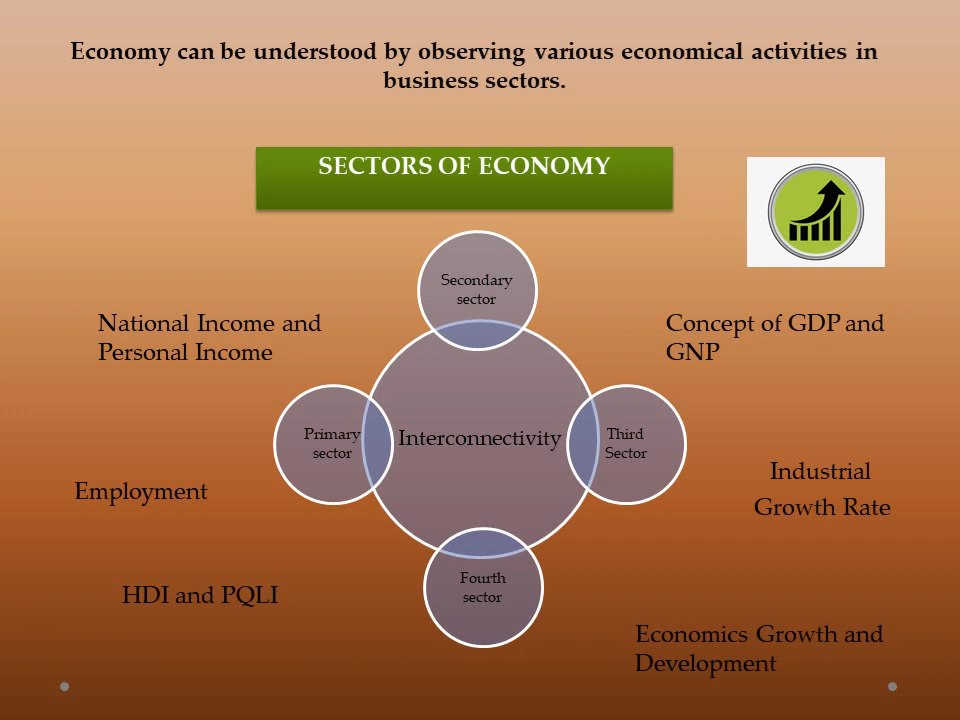 Economy can be understood by observing various economical activities in
business sectors.
SECTORS OF ECONOMY
Secondary
sector
National Income and
Personal Income
Concept of GDP and
GNP
Primary
sector
Interconnectivity
Third
Sector
Employment
Industrial
Growth Rate
HDI and PQLI
Fourth
sector
Economics Growth and
Development